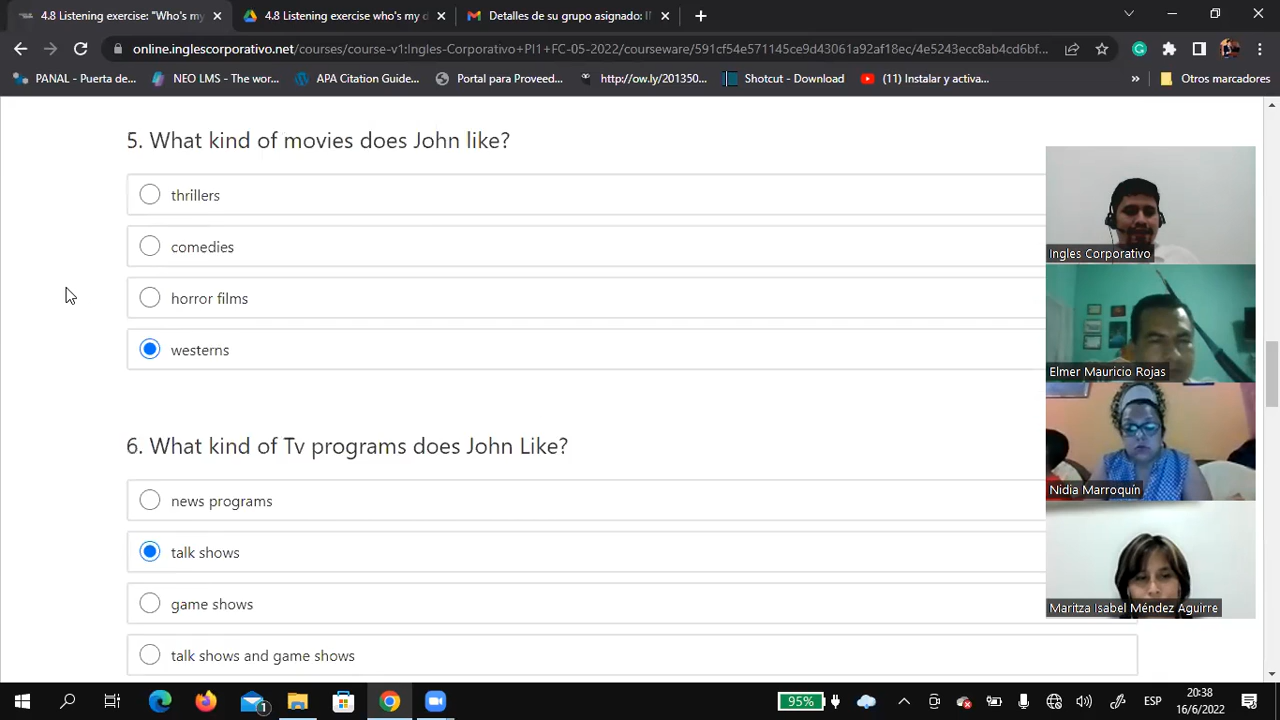 4.8 Listening exercise: "Who's my
4.8 Listening exercise who's my d
Detalles de su grupo asignado: I
online.inglescorporativo.net/courses/course-v1:Ingles-Corporativo+PI1+FC-05-2022/courseware/591cf54e571145ce9d43061a92af18ec/4e5243ecc8ab4cd6bf...
PANAL - Puerta de...
NEO LMS - The wor...
APA Citation Guide...
Portal para Proveed...
http://ow.ly/201350...
Shotcut - Download
(11) Instalar y activa...
»
Otros marcadores
5. What kind of movies does John like?
thrillers
comedies
horror films
westerns
6. What kind of Tv programs does John Like?
news programs
talk shows
game shows
talk shows and game shows
Ingles Corporativo
Elmer Mauricio Rojas
Nidia Marroquín
Maritza Isabel Méndez Aguirre
1
95%
ESP
20:38
16/6/2022